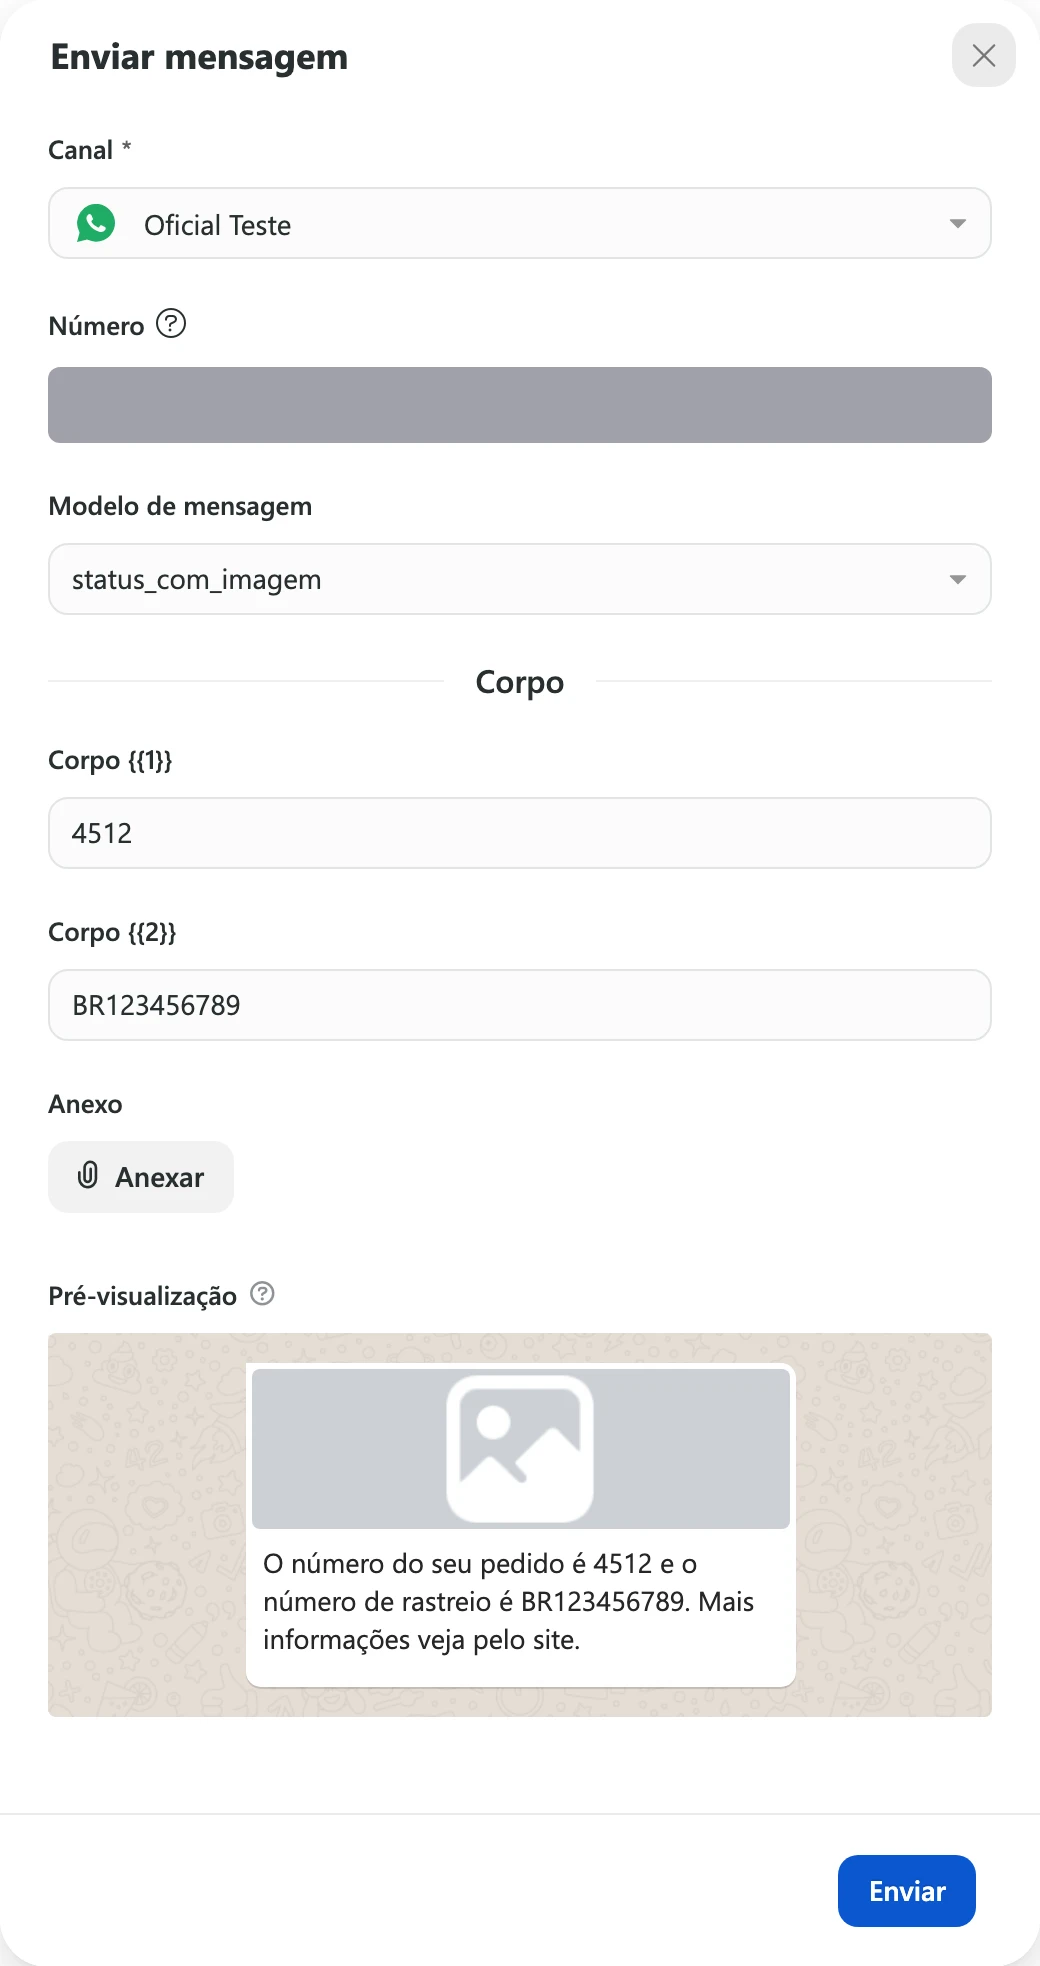 Enviar mensagem
Canal *
Oficial Teste
Número
Modelo de mensagem
status_com_imagem
Corpo
Corpo {{1}}
4512
Corpo {{2}}
BR123456789
Anexo
Anexar
Pré-visualização
O número do seu pedido é 4512 e o
número de rastreio é BR123456789. Mais
informações veja pelo site.
Enviar